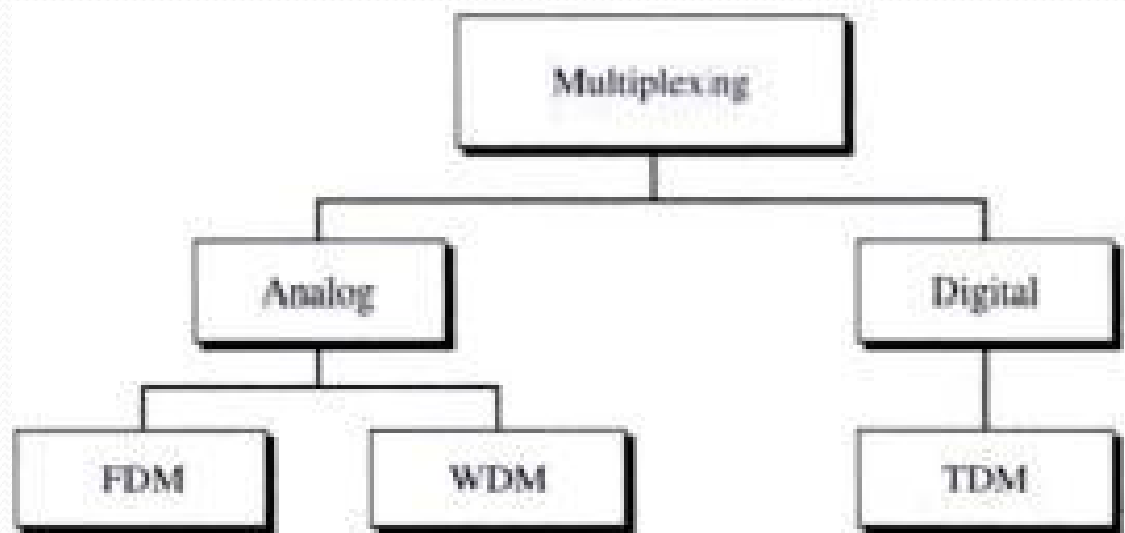 Multiplexing
Analog
Digital
FDM
WDM
TDM